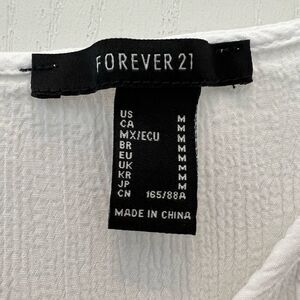 FOREVER 21
US M
CA M
MX/ECU M
BR M
EU M
UK M
KR M
JP M
CN 165/88A
MADE IN CHINA